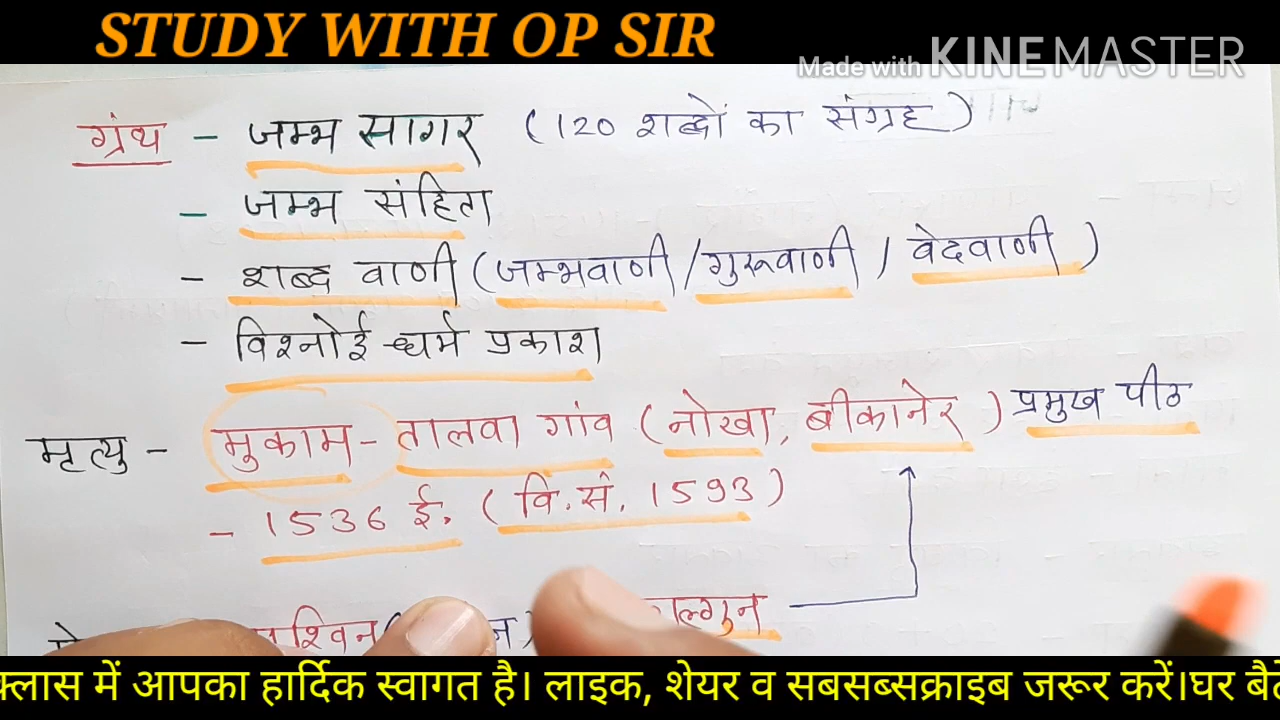 STUDY WITH OP SIR
Made with KINEMASTER
ग्रंथ - जम्भ सागर (120 शब्दों का संग्रह)
- जम्भ संहिता
- शब्द वाणी (जम्भवाणी / गुरूवाणी / वेदवाणी)
- विश्नोई धर्म प्रकाश
मृत्यु - मुकाम - तालवा गांव (नोखा, बीकानेर) प्रमुख पीठ
- 1536 ई. (वि.सं. 1593)
क्लास में आपका हार्दिक स्वागत है। लाइक, शेयर व सबसब्सक्राइब जरूर करें।घर